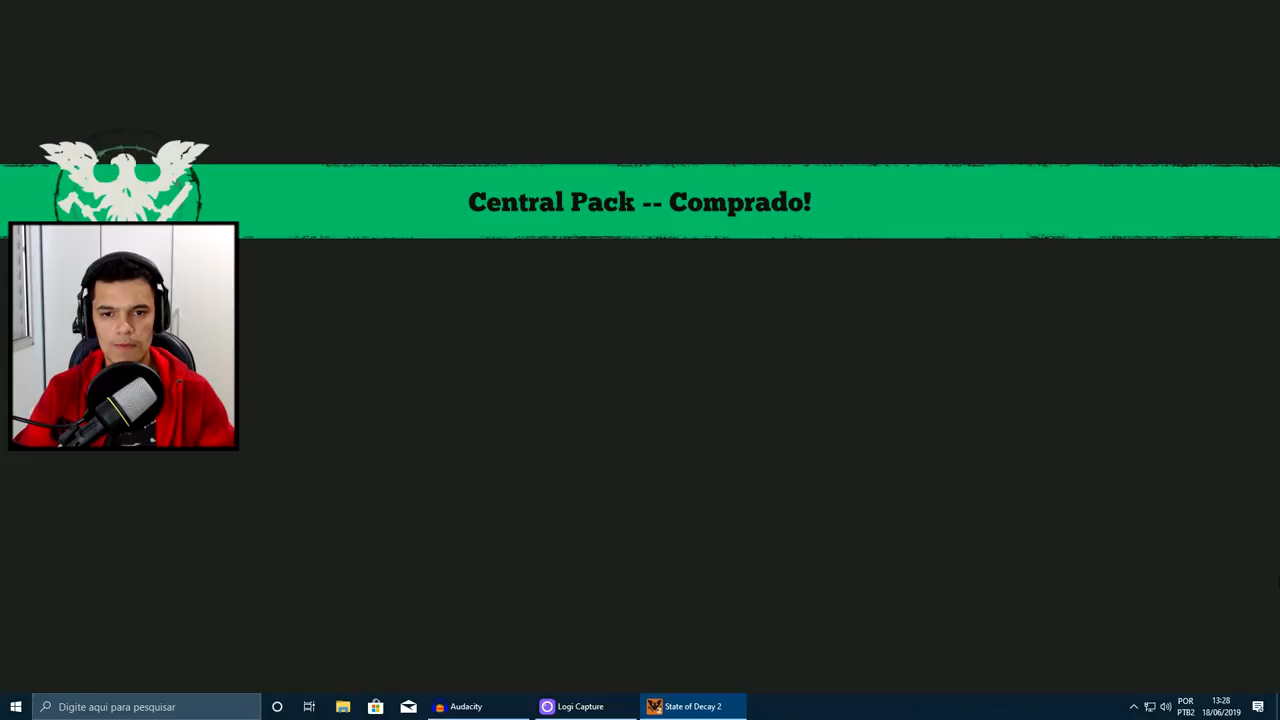 Central Pack -- Comprado!
Digite aqui para pesquisar
Audacity
Logi Capture
State of Decay 2
POR
PTB2
13:28
18/06/2019